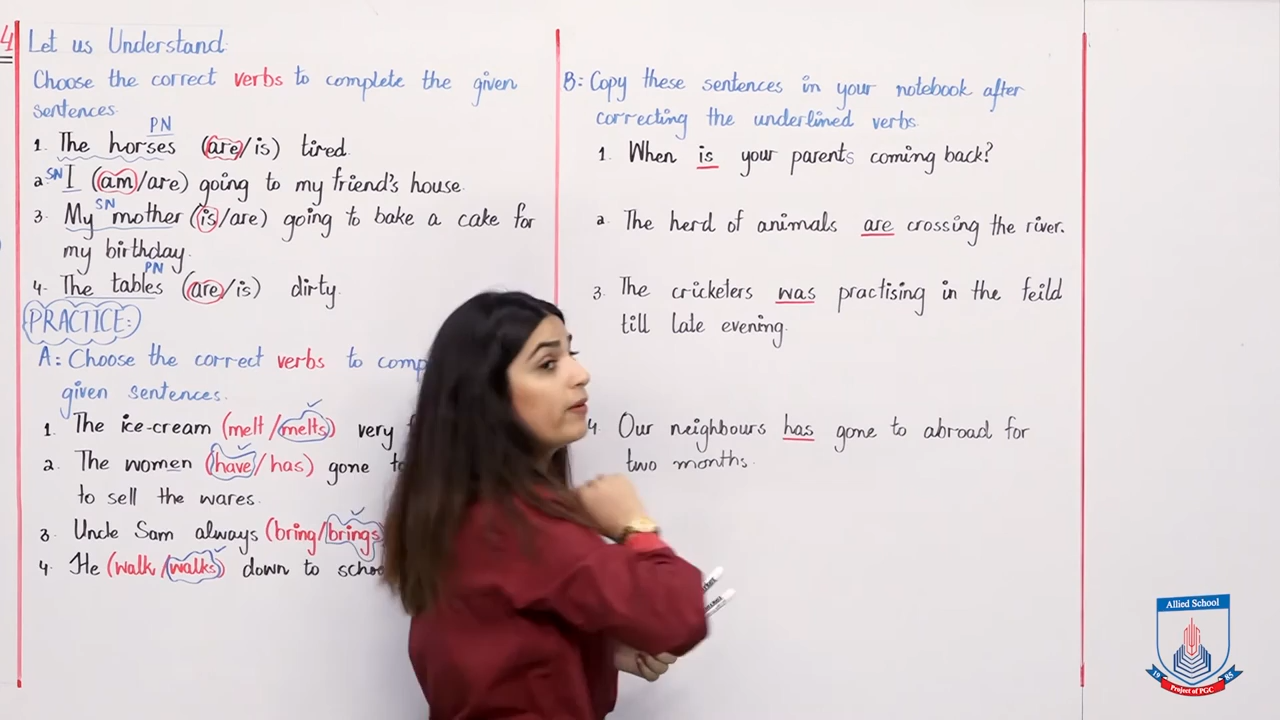 4
Let us Understand.
Choose the correct verbs to complete the given
sentences.
PN
1. The horses (are/is) tired.
SN
2. I (am/are) going to my friend's house.
SN
3. My mother (is/are) going to bake a cake for
my birthday.
PN
4. The tables (are/is) dirty.
PRACTICE:
A: Choose the correct verbs to
given sentences.
1. The ice-cream (melt/melts) very
2. The women (have/has) gone
to sell the wares.
3. Uncle Sam always (bring/brings
4. He (walk/walks) down to
B: Copy these sentences in your notebook after
correcting the underlined verbs.
1. When is your parents coming back?
2. The herd of animals are crossing the river.
3. The cricketers was practising in the feild
till late evening.
4. Our neighbours has gone to abroad for
two months.
Allied School
19 85
Project of PGC